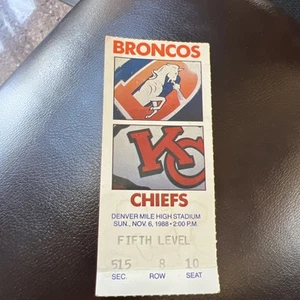 BRONCOS
KC
CHIEFS
DENVER MILE HIGH STADIUM
SUN., NOV. 6, 1988 • 2:00 P.M.
FIFTH LEVEL
515 8 10
SEC. ROW SEAT